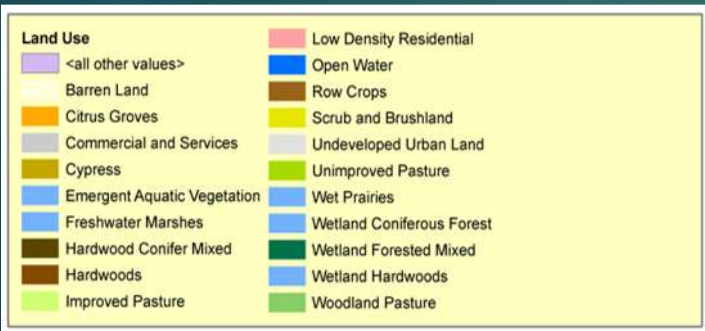 Land Use
<all other values>
Barren Land
Citrus Groves
Commercial and Services
Cypress
Emergent Aquatic Vegetation
Freshwater Marshes
Hardwood Conifer Mixed
Hardwoods
Improved Pasture
Low Density Residential
Open Water
Row Crops
Scrub and Brushland
Undeveloped Urban Land
Unimproved Pasture
Wet Prairies
Wetland Coniferous Forest
Wetland Forested Mixed
Wetland Hardwoods
Woodland Pasture